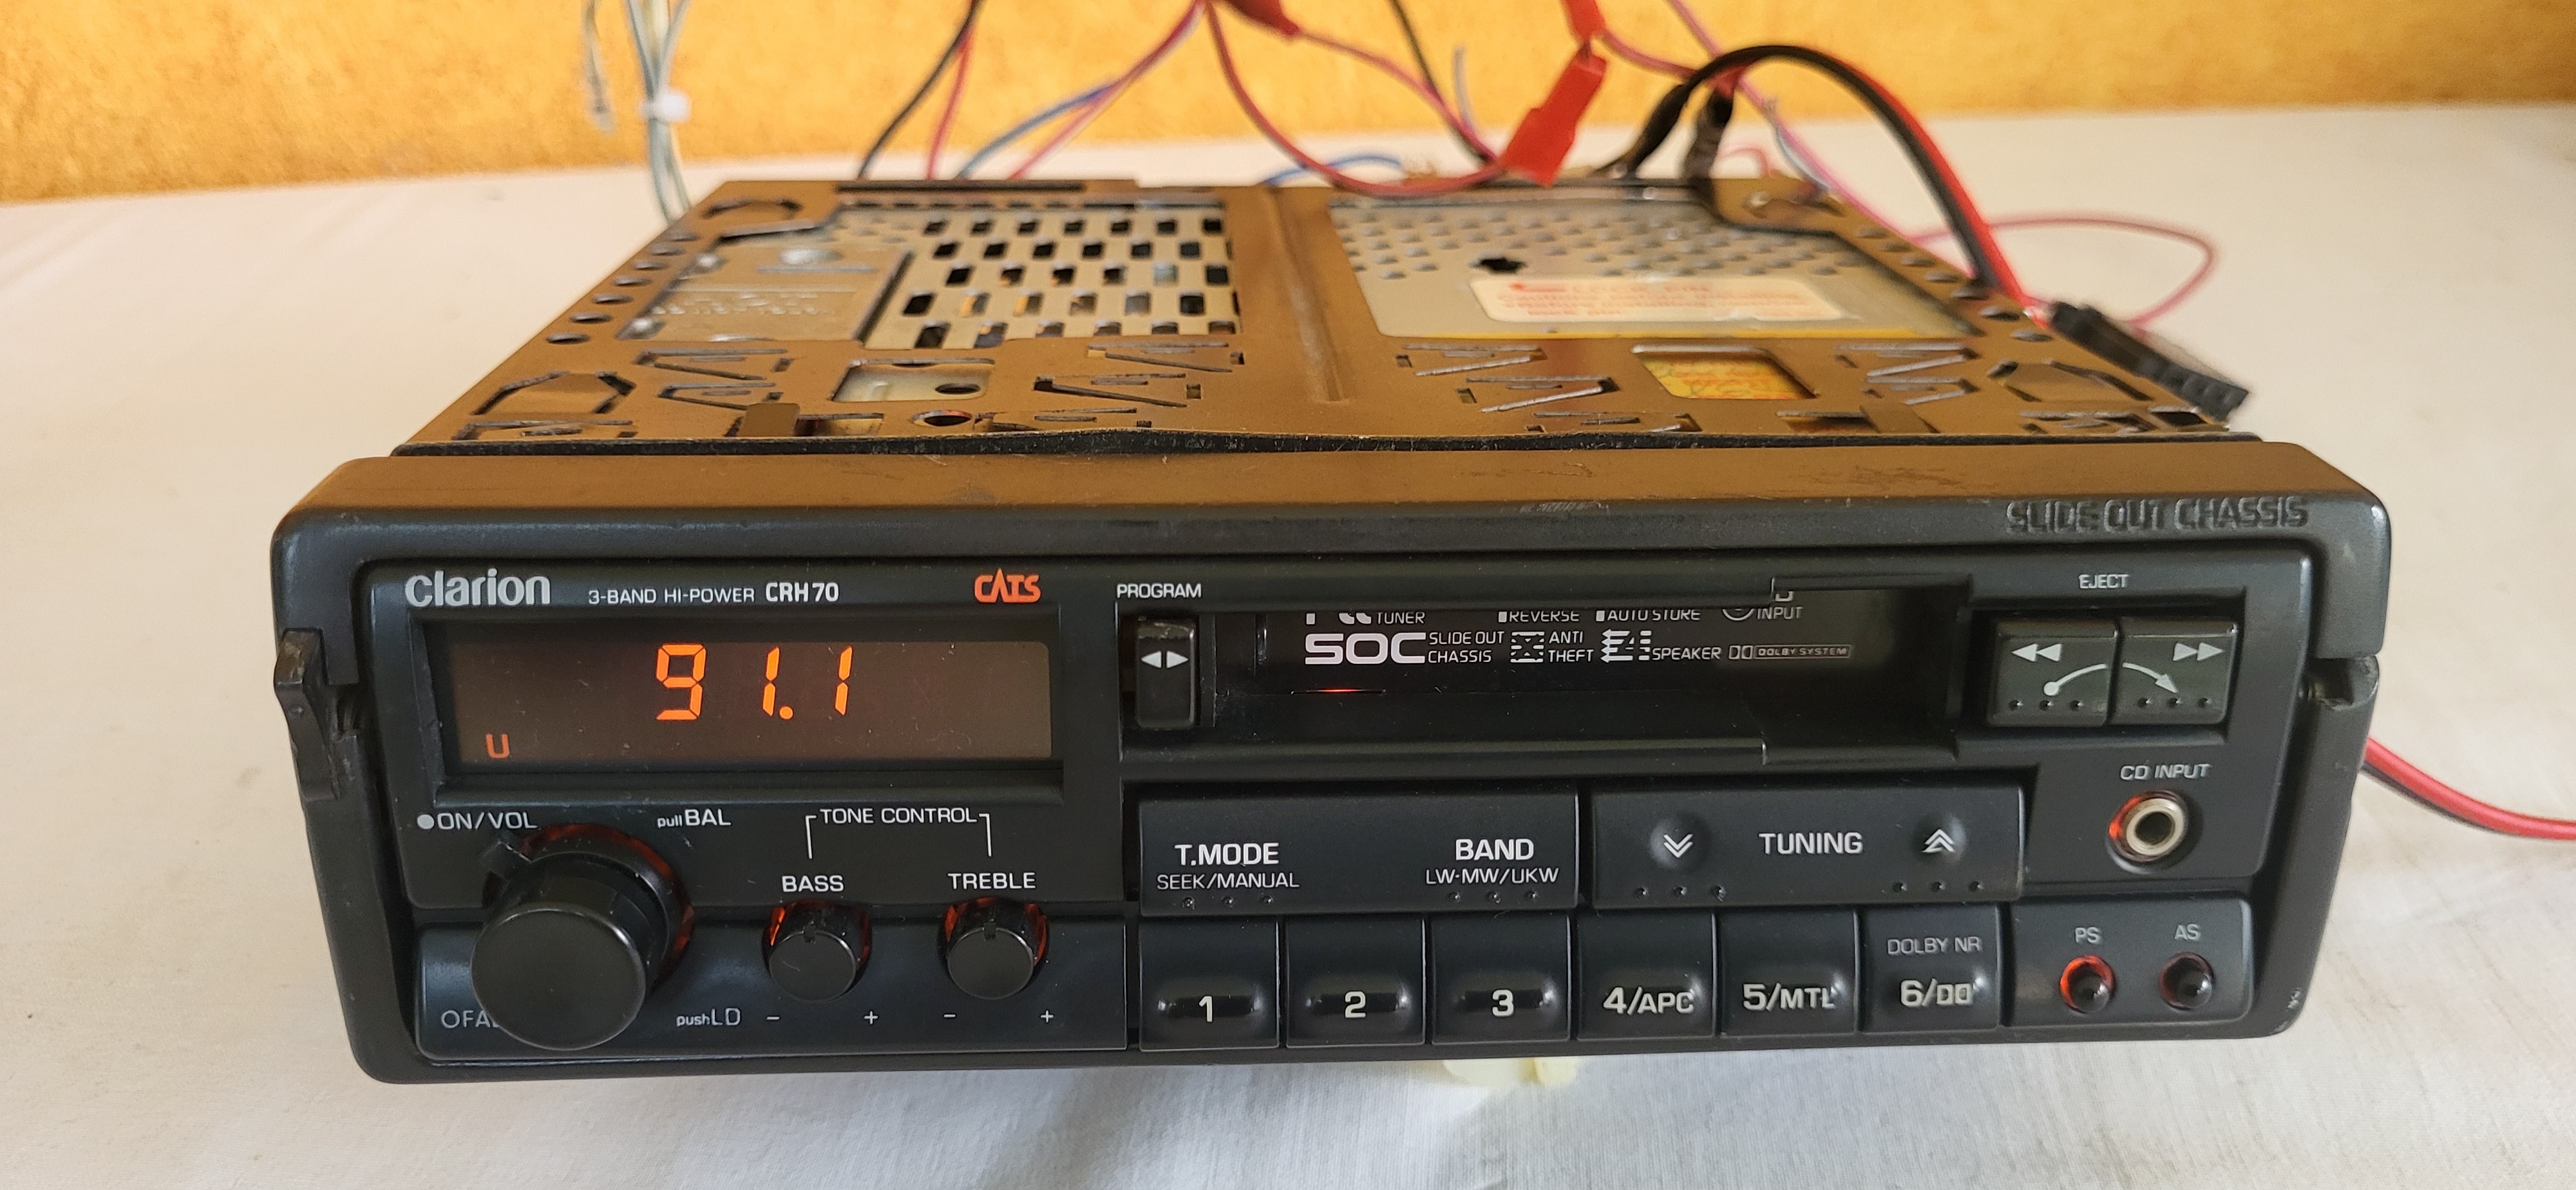 SLIDE OUT CHASSIS
clarion 3-BAND HI-POWER CRH70 CATS
PROGRAM
EJECT
TUNER REVERSE AUTO STORE INPUT
SOC SLIDE OUT CHASSIS ANTI THEFT 4 SPEAKER DOLBY SYSTEM
91.1
U
CD INPUT
ON/VOL pull BAL TONE CONTROL
BASS TREBLE
T.MODE
SEEK/MANUAL
BAND
LW·MW/UKW
TUNING
PS AS
DOLBY NR
1 2 3 4/APC 5/MTL 6/
push LD - + - +